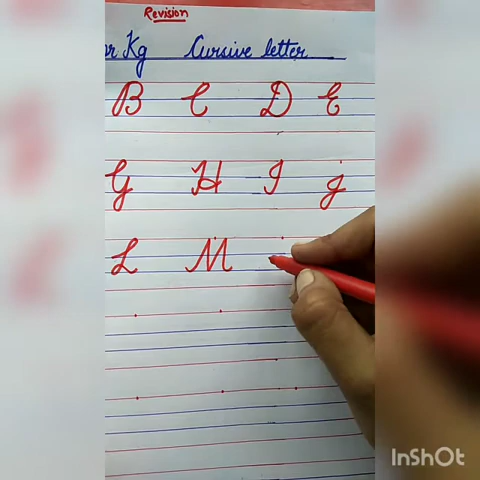 Revision
Kg Cursive letter
B C D E
G H I j
L M
InShOt